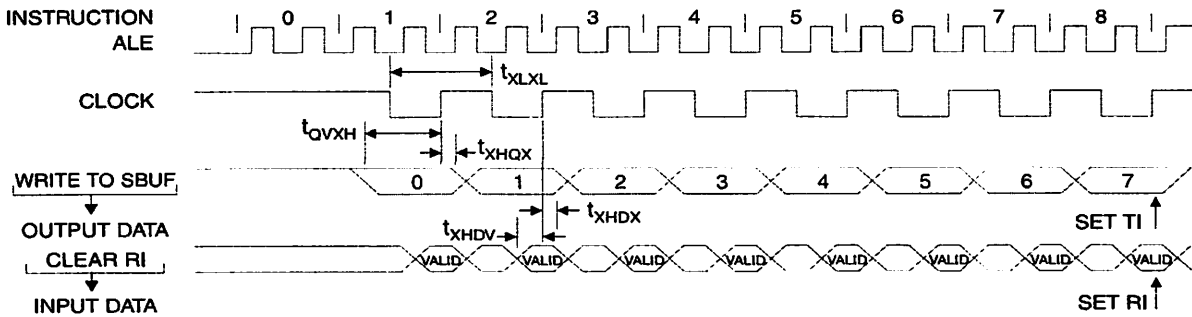 INSTRUCTION 0 1 2 3 4 5 6 7 8
ALE
tXLXL
CLOCK
tQVXH
tXHQX
WRITE TO SBUF 0 1 2 3 4 5 6 7
tXHDX
OUTPUT DATA SET TI
tXHDV
CLEAR RI VALID VALID VALID VALID VALID VALID VALID VALID
INPUT DATA SET RI